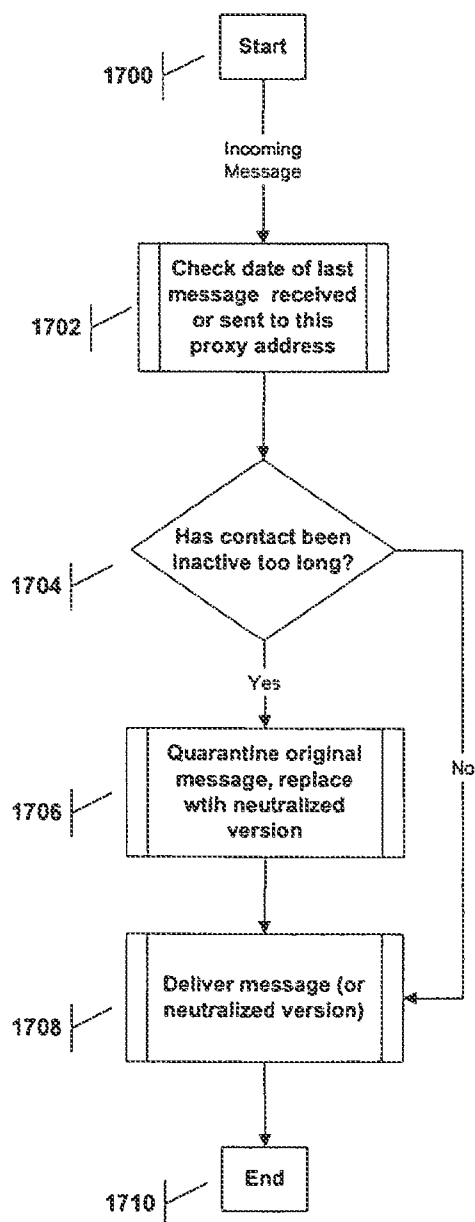 Start
1700
Incoming
Message
Check date of last
message received
or sent to this
proxy address
1702
Has contact been
inactive too long?
1704
Yes
No
Quarantine original
message, replace
wtih neutralized
version
1706
Deliver message (or
neutralized version)
1708
End
1710